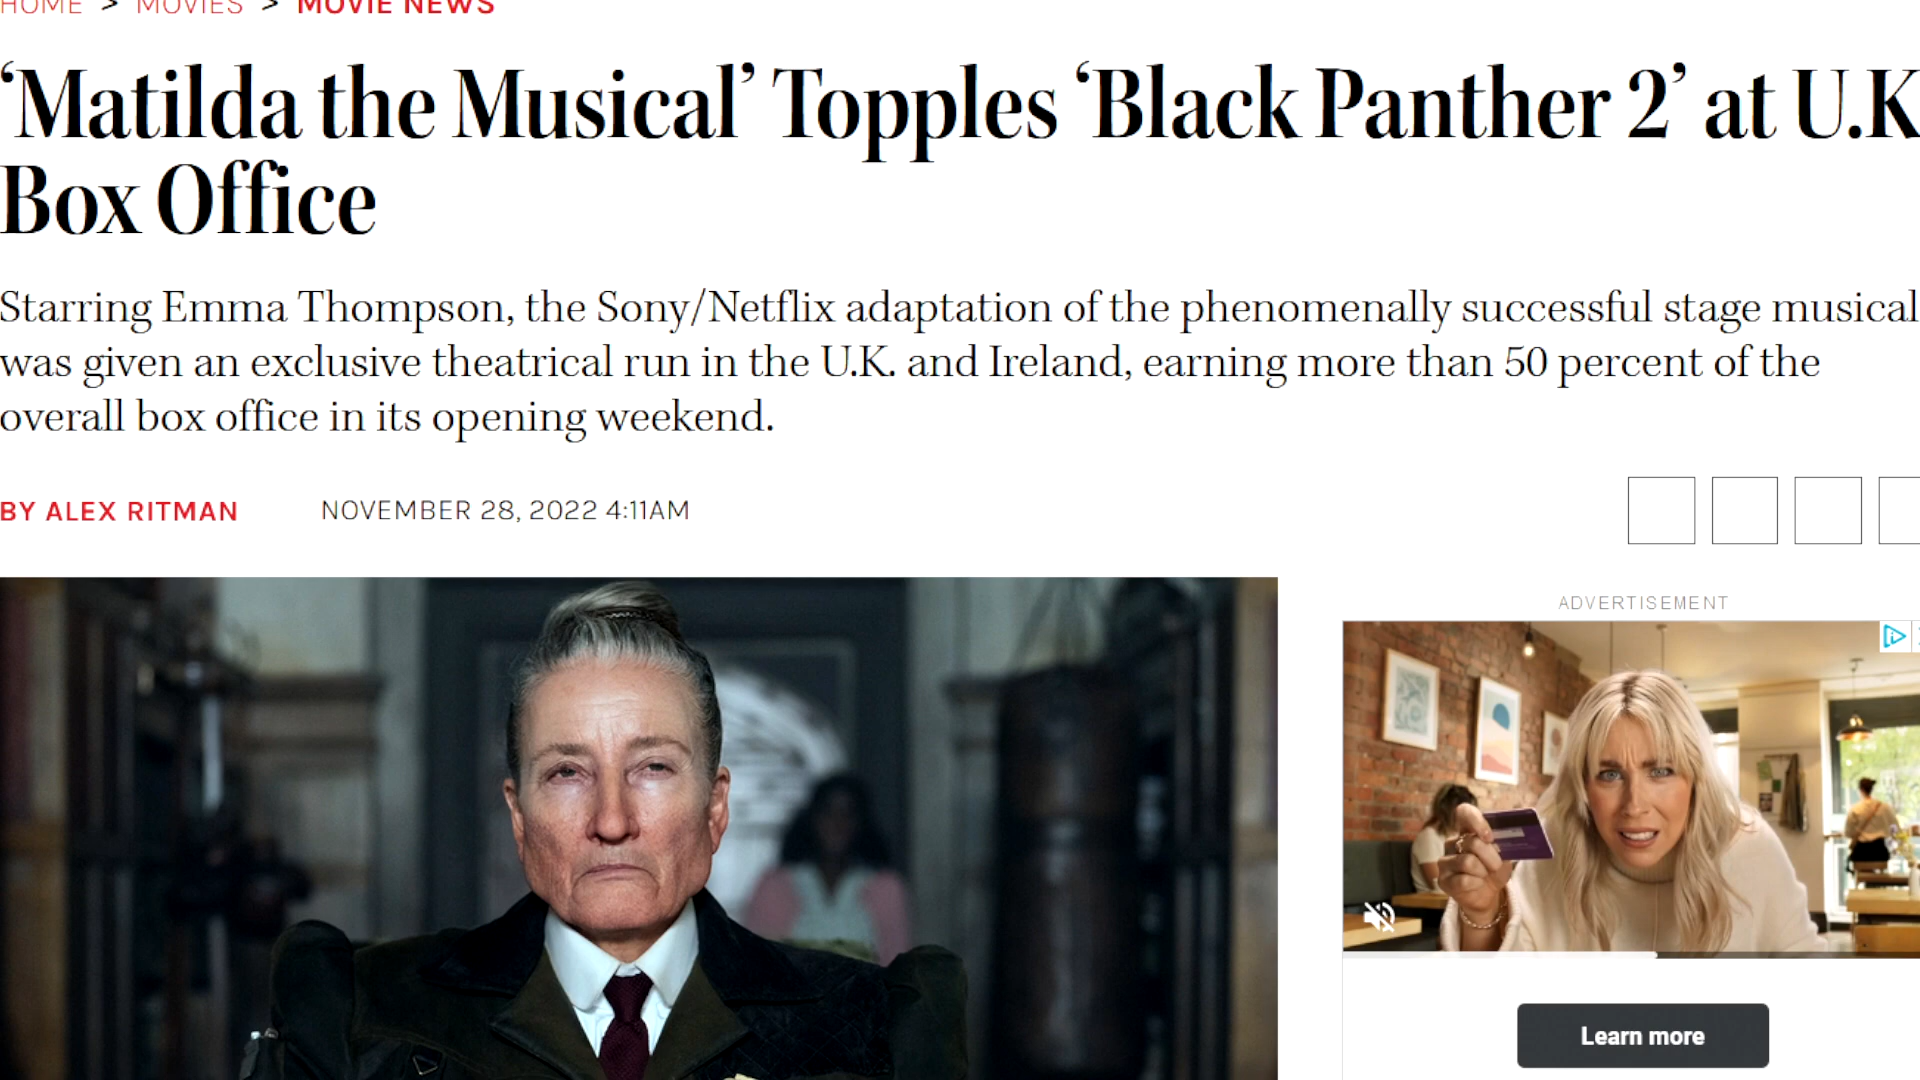 HOME > MOVIES > MOVIE NEWS
‘Matilda the Musical’ Topples ‘Black Panther 2’ at U.K
Box Office
Starring Emma Thompson, the Sony/Netflix adaptation of the phenomenally successful stage musical
was given an exclusive theatrical run in the U.K. and Ireland, earning more than 50 percent of the
overall box office in its opening weekend.
BY ALEX RITMAN NOVEMBER 28, 2022 4:11AM
ADVERTISEMENT
Learn more